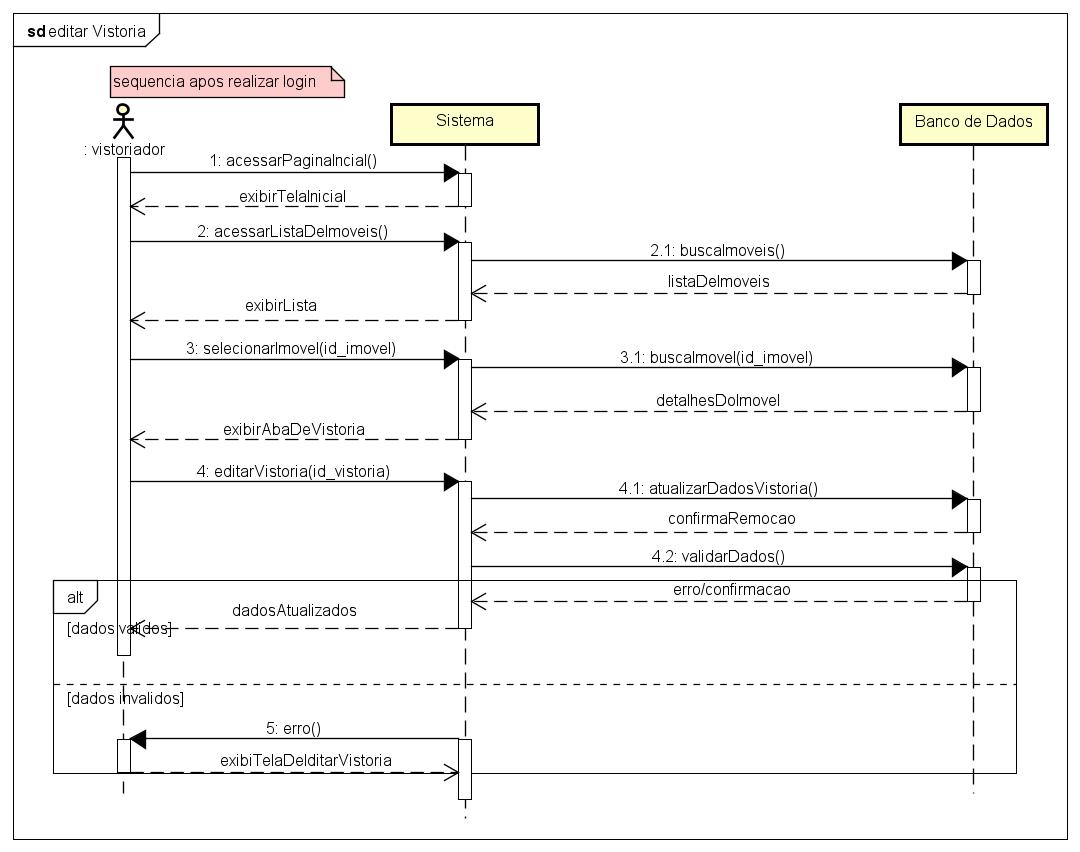 sd editar Vistoria
sequencia apos realizar login
: vistoriador
Sistema
Banco de Dados
1: acessarPaginaIncial()
exibirTelaInicial
2: acessarListaDeImoveis()
2.1: buscaImoveis()
listaDeImoveis
exibirLista
3: selecionarImovel(id_imovel)
3.1: buscaImovel(id_imovel)
detalhesDoImovel
exibirAbaDeVistoria
4: editarVistoria(id_vistoria)
4.1: atualizarDadosVistoria()
confirmaRemocao
4.2: validarDados()
alt
erro/confirmacao
dadosAtualizados
[dados validos]
[dados invalidos]
5: erro()
exibiTelaDeIditarVistoria